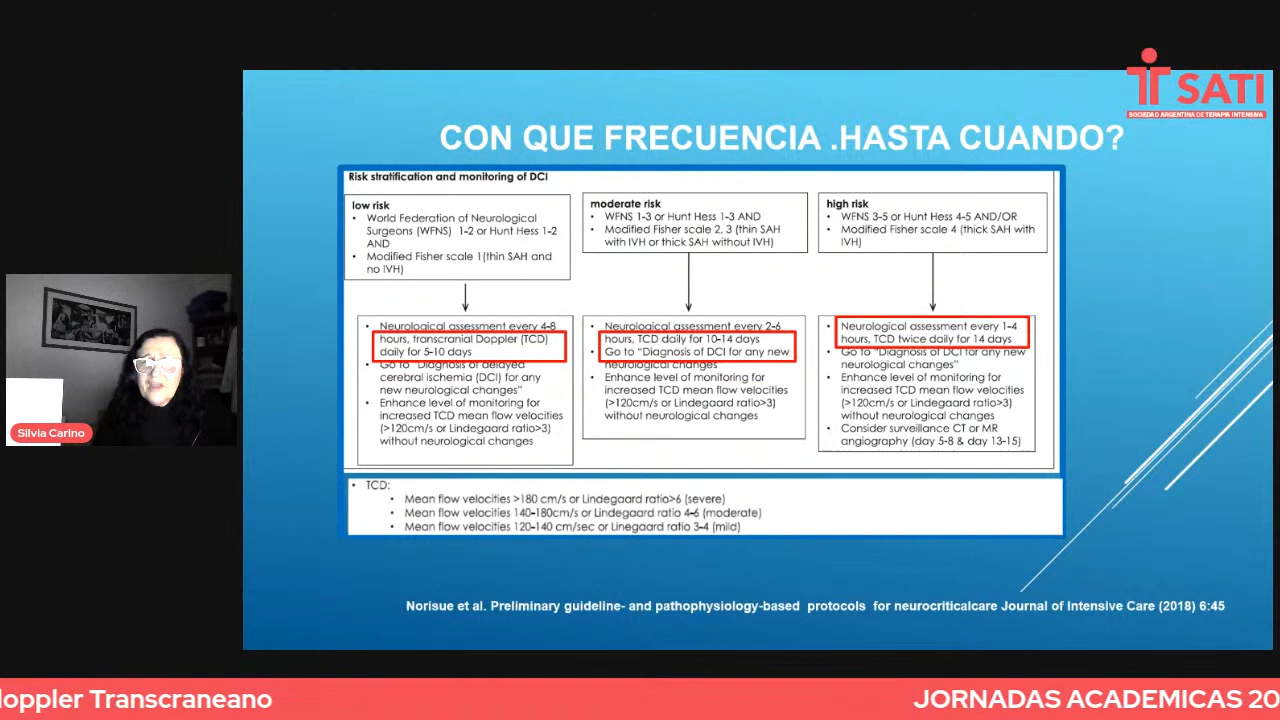 SATI
SOCIEDAD ARGENTINA DE TERAPIA INTENSIVA
CON QUE FRECUENCIA .HASTA CUANDO?
Risk stratification and monitoring of DCI
low risk
• World Federation of Neurological
Surgeons (WFNS) 1-2 or Hunt Hess 1-2
AND
• Modified Fisher scale 1(thin SAH and
no IVH)
moderate risk
• WFNS 1-3 or Hunt Hess 1-3 AND
• Modified Fisher scale 2, 3 (thin SAH
with IVH or thick SAH without IVH)
high risk
• WFNS 3-5 or Hunt Hess 4-5 AND/OR
• Modified Fisher scale 4 (thick SAH with
IVH)
• Neurological assessment every 4-8
hours, transcranial Doppler (TCD)
daily for 5-10 days
• Go to "Diagnosis of delayed
cerebral ischemia (DCI) for any
new neurological changes"
• Enhance level of monitoring for
increased TCD mean flow velocities
(>120cm/s or Lindegaard ratio>3)
without neurological changes
• Neurological assessment every 2-6
hours, TCD daily for 10-14 days
• Go to "Diagnosis of DCI for any new
neurological changes"
• Enhance level of monitoring for
increased TCD mean flow velocities
(>120cm/s or Lindegaard ratio>3)
without neurological changes
• Neurological assessment every 1-4
hours, TCD twice daily for 14 days
• Go to "Diagnosis of DCI for any new
neurological changes"
• Enhance level of monitoring for
increased TCD mean flow velocities
(>120cm/s or Lindegaard ratio>3)
without neurological changes
• Consider surveillance CT or MR
angiography (day 5-8 & day 13-15)
• TCD:
• Mean flow velocities >180 cm/s or Lindegaard ratio>6 (severe)
• Mean flow velocities 140-180cm/s or Lindegaard ratio 4-6 (moderate)
• Mean flow velocities 120-140 cm/sec or Linegaard ratio 3-4 (mild)
Silvia Carino
Norisue et al. Preliminary guideline- and pathophysiology-based protocols for neurocriticalcare Journal of Intensive Care (2018) 6:45
oppler Transcraneano
JORNADAS ACADEMICAS 20